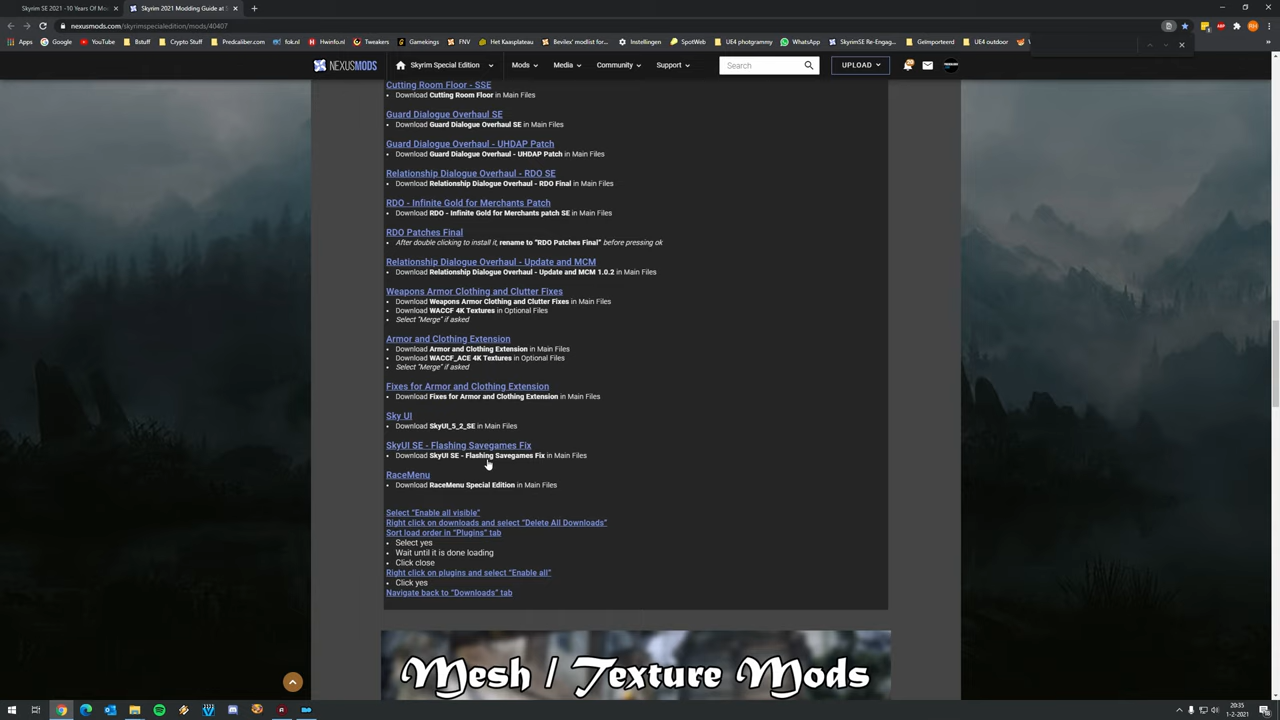 Skyrim SE 2021 -10 Years Of Mo
Skyrim 2021 Modding Guide at S
nexusmods.com/skyrimspecialedition/mods/40407
Apps Google YouTube Bstuff Crypto Stuff Predcaliber.com fok.nl Hwinfo.nl Tweakers Gamekings FNV Het Kaasplateau Bevilex' modlist for... Instellingen SpotWeb UE4 photogrammy WhatsApp SkyrimSE Re-Engag... Geïmporteerd UE4 outdoor
NEXUSMODS Skyrim Special Edition Mods Media Community Support Search UPLOAD
Cutting Room Floor - SSE
• Download Cutting Room Floor in Main Files
Guard Dialogue Overhaul SE
• Download Guard Dialogue Overhaul SE in Main Files
Guard Dialogue Overhaul - UHDAP Patch
• Download Guard Dialogue Overhaul - UHDAP Patch in Main Files
Relationship Dialogue Overhaul - RDO SE
• Download Relationship Dialogue Overhaul - RDO Final in Main Files
RDO - Infinite Gold for Merchants Patch
• Download RDO - Infinite Gold for Merchants patch SE in Main Files
RDO Patches Final
• After double clicking to install it, rename to "RDO Patches Final" before pressing ok
Relationship Dialogue Overhaul - Update and MCM
• Download Relationship Dialogue Overhaul - Update and MCM 1.0.2 in Main Files
Weapons Armor Clothing and Clutter Fixes
• Download Weapons Armor Clothing and Clutter Fixes in Main Files
• Download WACCF 4K Textures in Optional Files
• Select "Merge" if asked
Armor and Clothing Extension
• Download Armor and Clothing Extension in Main Files
• Download WACCF_ACE 4K Textures in Optional Files
• Select "Merge" if asked
Fixes for Armor and Clothing Extension
• Download Fixes for Armor and Clothing Extension in Main Files
Sky UI
• Download SkyUI_5_2_SE in Main Files
SkyUI SE - Flashing Savegames Fix
• Download SkyUI SE - Flashing Savegames Fix in Main Files
RaceMenu
• Download RaceMenu Special Edition in Main Files
Select "Enable all visible"
Right click on downloads and select "Delete All Downloads"
Sort load order in "Plugins" tab
• Select yes
• Wait until it is done loading
• Click close
Right click on plugins and select "Enable all"
• Click yes
Navigate back to "Downloads" tab
Mesh / Texture Mods
20:35
1-2-2021